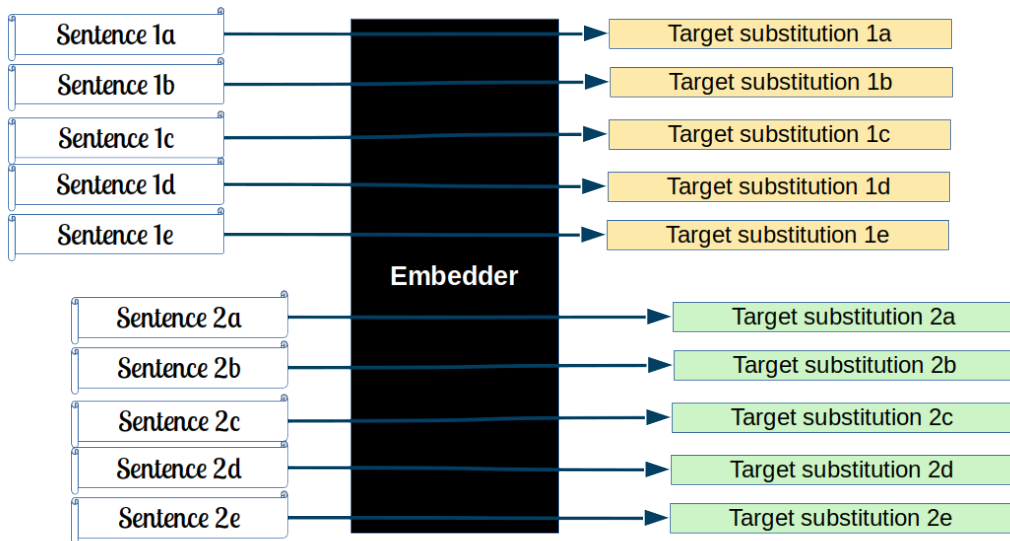 Sentence 1a
Target substitution 1a
Sentence 1b
Target substitution 1b
Sentence 1c
Target substitution 1c
Sentence 1d
Target substitution 1d
Sentence 1e
Target substitution 1e
Embedder
Sentence 2a
Target substitution 2a
Sentence 2b
Target substitution 2b
Sentence 2c
Target substitution 2c
Sentence 2d
Target substitution 2d
Sentence 2e
Target substitution 2e